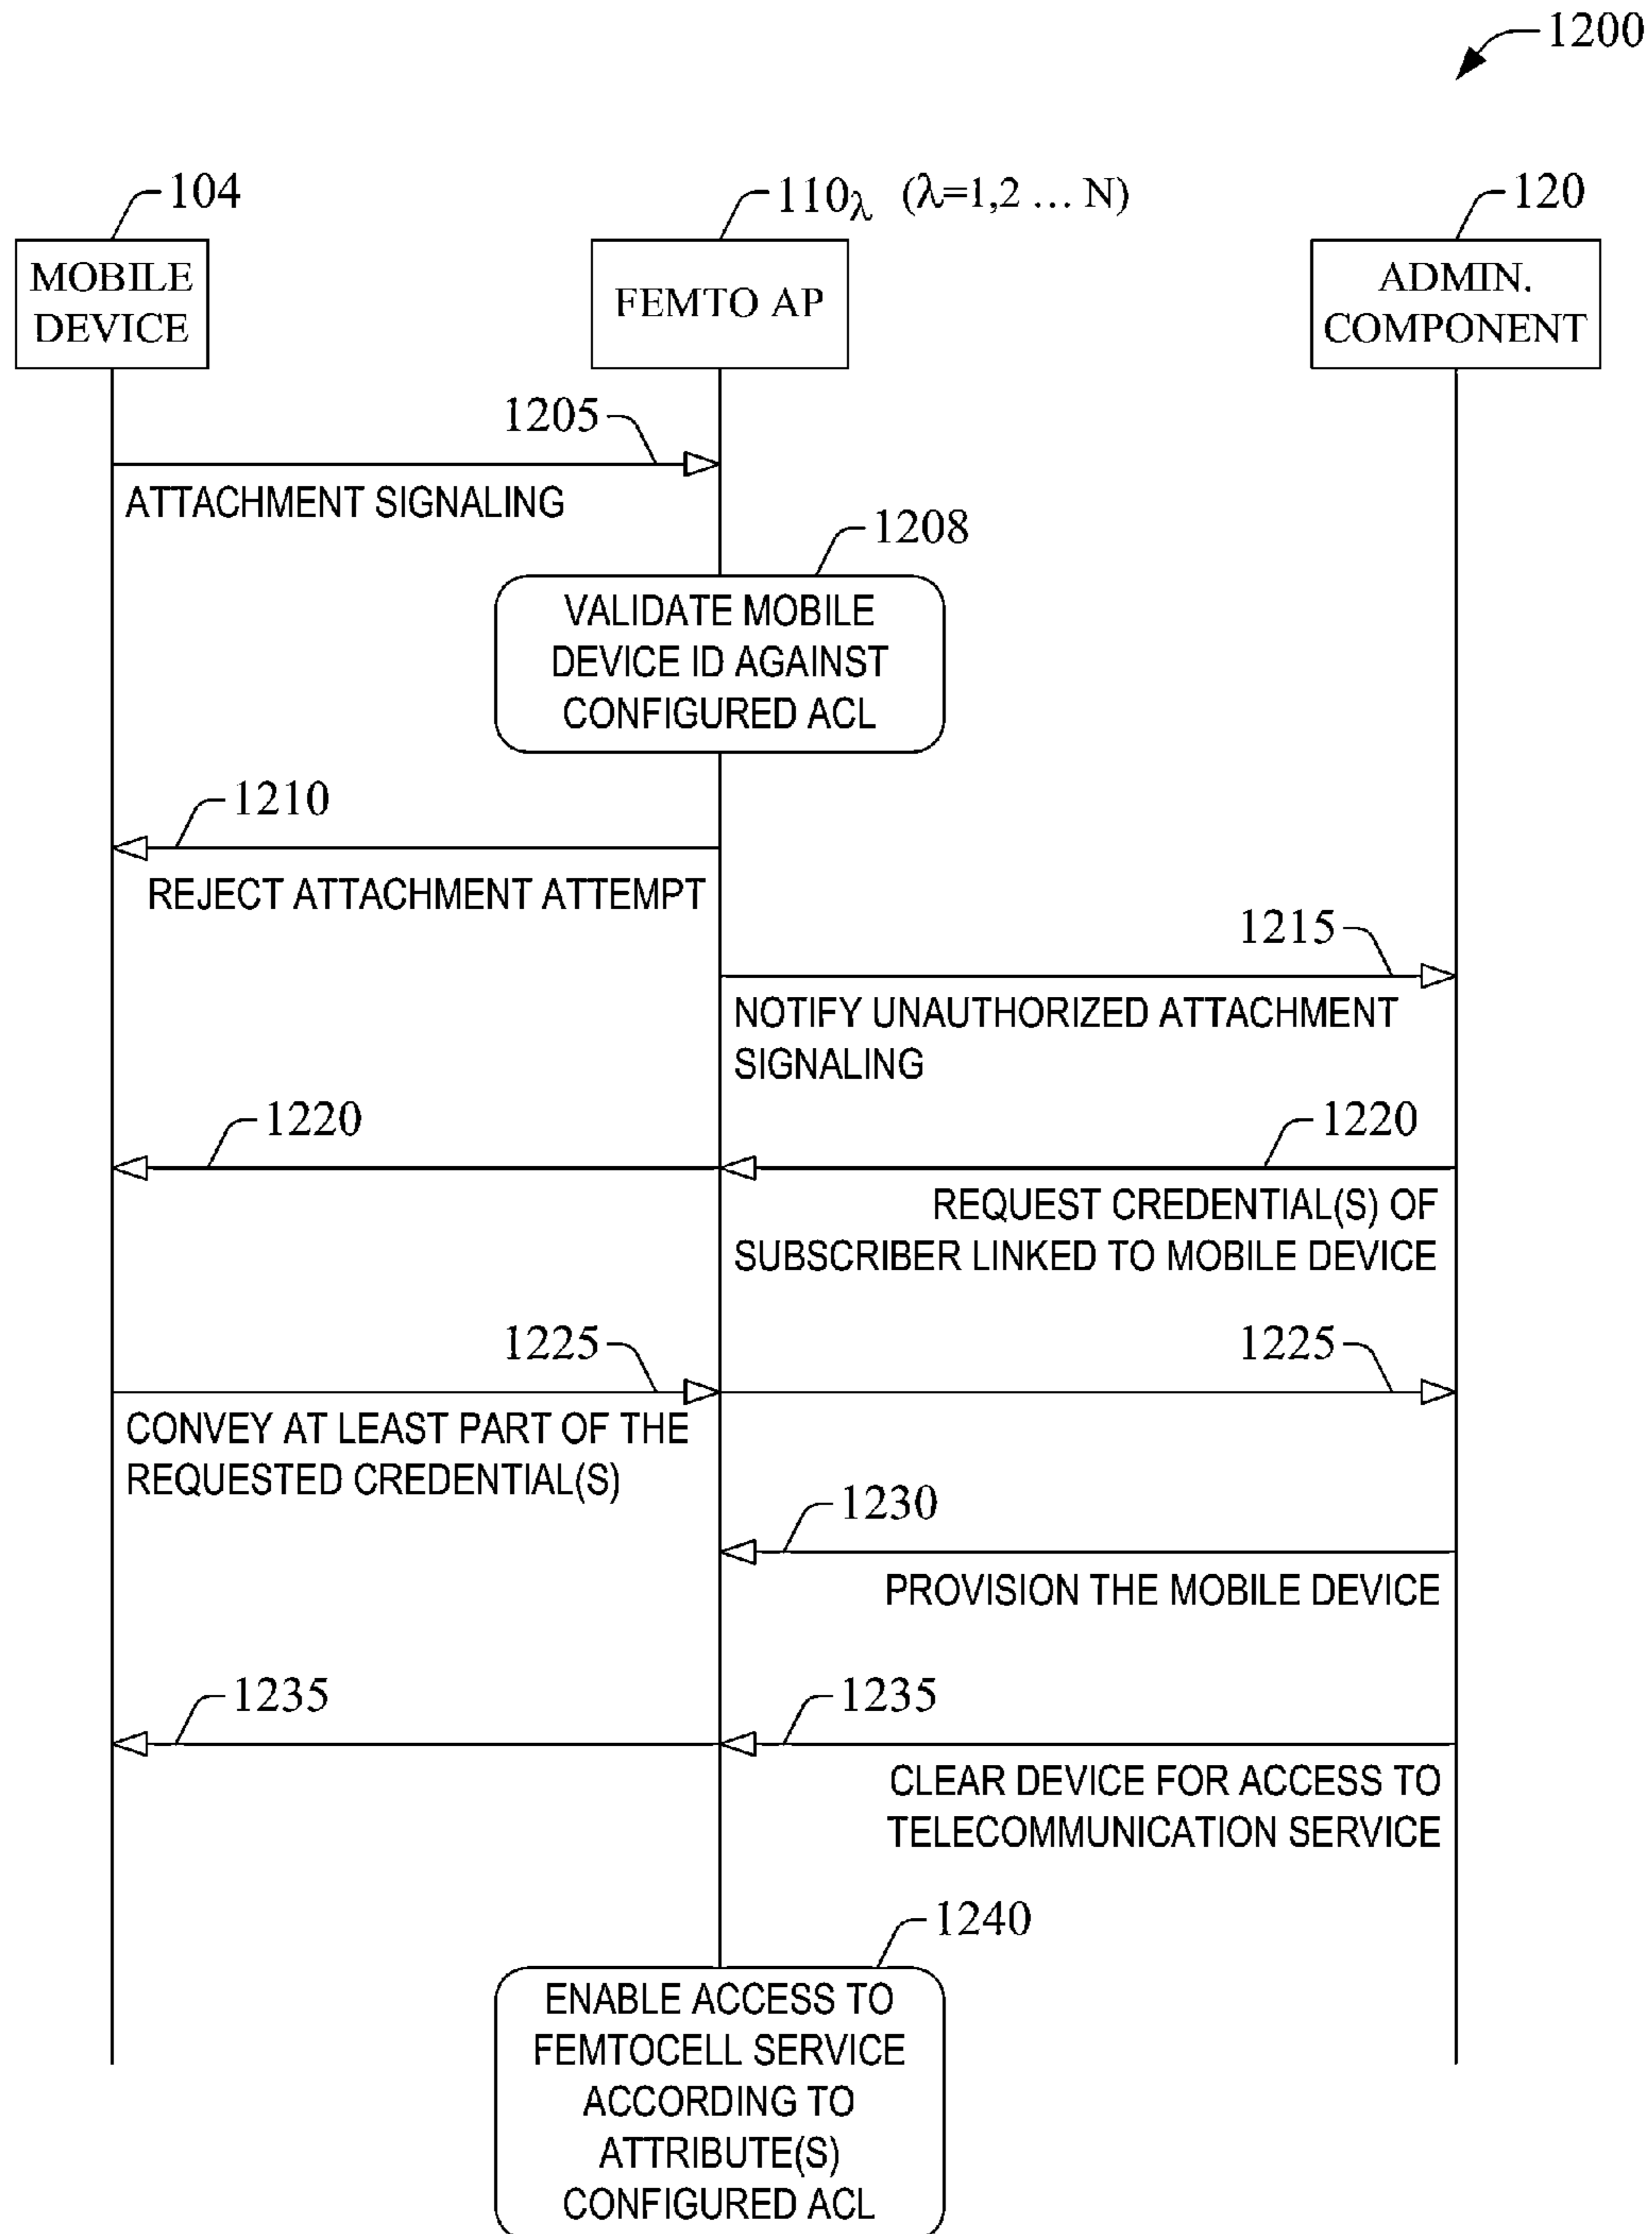 1200
104
110λ (λ=1,2 ... N)
120
MOBILE
DEVICE
FEMTO AP
ADMIN.
COMPONENT
1205
ATTACHMENT SIGNALING
1208
VALIDATE MOBILE
DEVICE ID AGAINST
CONFIGURED ACL
1210
REJECT ATTACHMENT ATTEMPT
1215
NOTIFY UNAUTHORIZED ATTACHMENT
SIGNALING
1220
1220
REQUEST CREDENTIAL(S) OF
SUBSCRIBER LINKED TO MOBILE DEVICE
1225
1225
CONVEY AT LEAST PART OF THE
REQUESTED CREDENTIAL(S)
1230
PROVISION THE MOBILE DEVICE
1235
1235
CLEAR DEVICE FOR ACCESS TO
TELECOMMUNICATION SERVICE
1240
ENABLE ACCESS TO
FEMTOCELL SERVICE
ACCORDING TO
ATTRIBUTE(S)
CONFIGURED ACL